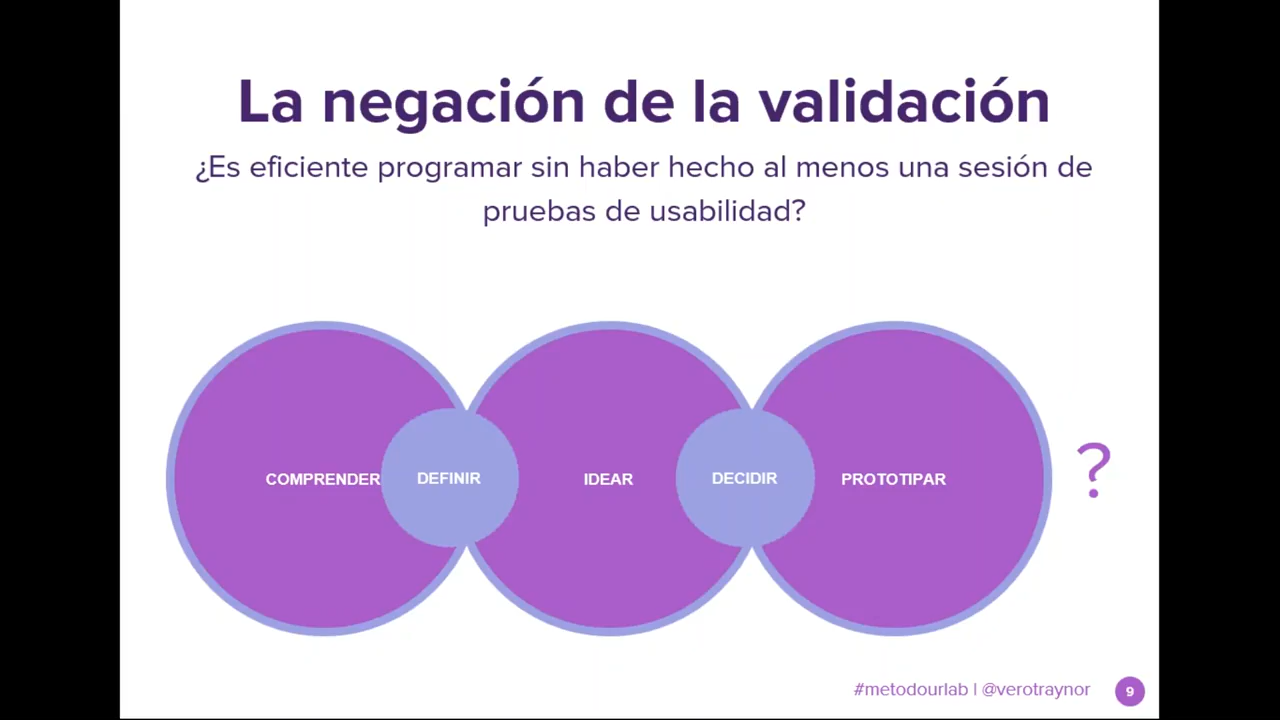 La negación de la validación
¿Es eficiente programar sin haber hecho al menos una sesión de
pruebas de usabilidad?
COMPRENDER
DEFINIR
IDEAR
DECIDIR
PROTOTIPAR
?
#metodourlab | @verotraynor
9